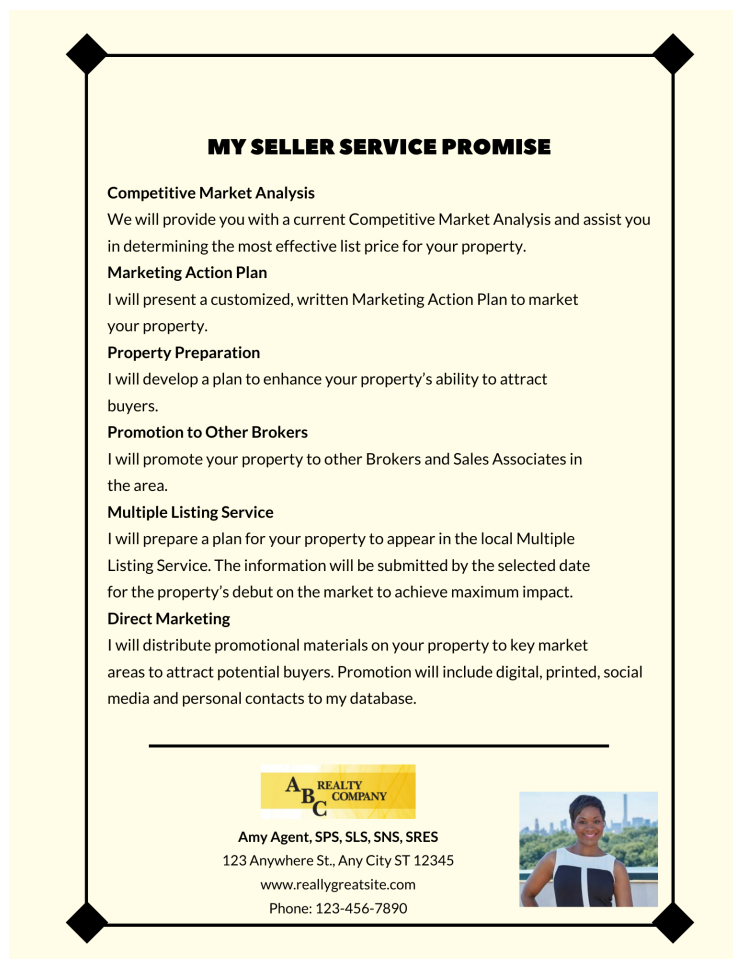 MY SELLER SERVICE PROMISE
Competitive Market Analysis
We will provide you with a current Competitive Market Analysis and assist you
in determining the most effective list price for your property.
Marketing Action Plan
I will present a customized, written Marketing Action Plan to market
your property.
Property Preparation
I will develop a plan to enhance your property's ability to attract
buyers.
Promotion to Other Brokers
I will promote your property to other Brokers and Sales Associates in
the area.
Multiple Listing Service
I will prepare a plan for your property to appear in the local Multiple
Listing Service. The information will be submitted by the selected date
for the property's debut on the market to achieve maximum impact.
Direct Marketing
I will distribute promotional materials on your property to key market
areas to attract potential buyers. Promotion will include digital, printed, social
media and personal contacts to my database.
ABC REALTY
COMPANY
Amy Agent, SPS, SLS, SNS, SRES
123 Anywhere St., Any City ST 12345
www.reallygreatsite.com
Phone: 123-456-7890